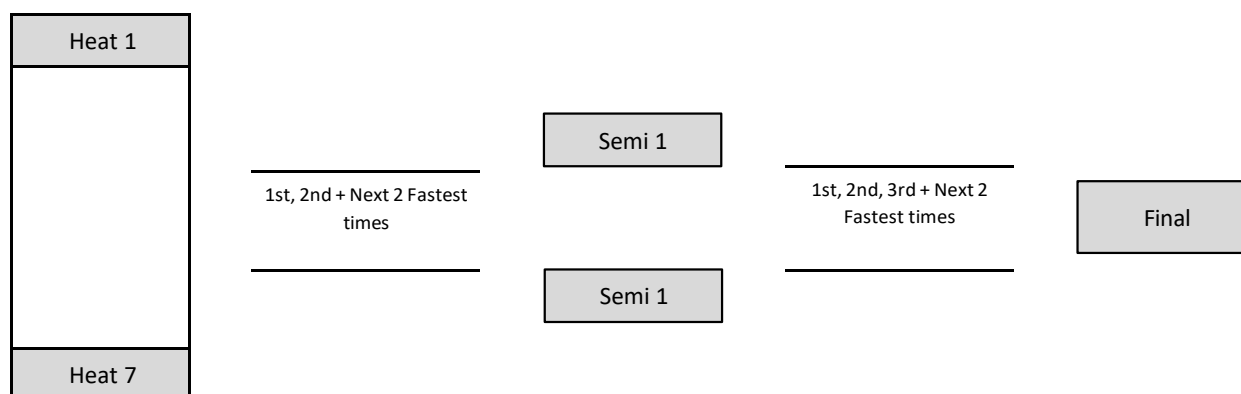 Heat 1
Semi 1
1st, 2nd + Next 2 Fastest
times
1st, 2nd, 3rd + Next 2
Fastest times
Final
Semi 1
Heat 7